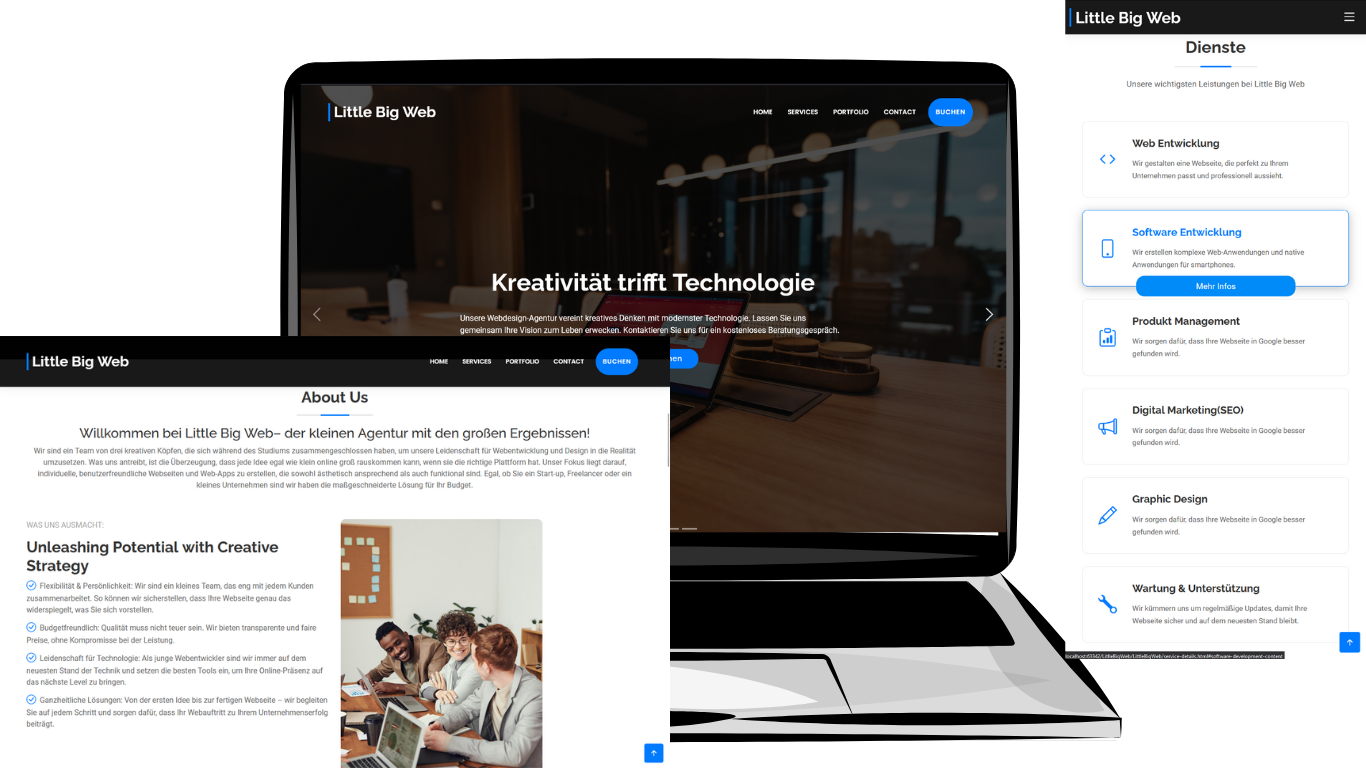 Little Big Web
HOME SERVICES PORTFOLIO CONTACT BUCHEN
Kreativität trifft Technologie
Unsere Webdesign-Agentur vereint kreatives Denken mit modernster Technologie. Lassen Sie uns
gemeinsam Ihre Vision zum Leben erwecken. Kontaktieren Sie uns für ein kostenloses Beratungsgespräch.
Little Big Web
HOME SERVICES PORTFOLIO CONTACT BUCHEN
About Us
Willkommen bei Little Big Web– der kleinen Agentur mit den großen Ergebnissen!
Wir sind ein Team von drei kreativen Köpfen, die sich während des Studiums zusammengeschlossen haben, um unsere Leidenschaft für Webentwicklung und Design in die Realität
umzusetzen. Was uns antreibt, ist die Überzeugung, dass jede Idee egal wie klein online groß rauskommen kann, wenn sie die richtige Plattform hat. Unser Fokus liegt darauf,
individuelle, benutzerfreundliche Webseiten und Web-Apps zu erstellen, die sowohl ästhetisch ansprechend als auch funktional sind. Egal, ob Sie ein Start-up, Freelancer oder ein
kleines Unternehmen sind wir haben die maßgeschneiderte Lösung für Ihr Budget.
WAS UNS AUSMACHT:
Unleashing Potential with Creative
Strategy
Flexibilität & Persönlichkeit: Wir sind ein kleines Team, das eng mit jedem Kunden
zusammenarbeitet. So können wir sicherstellen, dass Ihre Webseite genau das
widerspiegelt, was Sie sich vorstellen.
Budgetfreundlich: Qualität muss nicht teuer sein. Wir bieten transparente und faire
Preise, ohne Kompromisse bei der Leistung.
Leidenschaft für Technologie: Als junge Webentwickler sind wir immer auf dem
neuesten Stand der Technik und setzen die besten Tools ein, um Ihre Online-Präsenz auf
das nächste Level zu bringen.
Ganzheitliche Lösungen: Von der ersten Idee bis zur fertigen Webseite – wir begleiten
Sie auf jedem Schritt und sorgen dafür, dass Ihr Webauftritt zu Ihrem Unternehmenserfolg
beiträgt.
Little Big Web
Dienste
Unsere wichtigsten Leistungen bei Little Big Web
Web Entwicklung
Wir gestalten eine Webseite, die perfekt zu Ihrem
Unternehmen passt und professionell aussieht.
Software Entwicklung
Wir erstellen komplexe Web-Anwendungen und native
Anwendungen für smartphones.
Mehr Infos
Produkt Management
Wir sorgen dafür, dass Ihre Webseite in Google besser
gefunden wird.
Digital Marketing(SEO)
Wir sorgen dafür, dass Ihre Webseite in Google besser
gefunden wird.
Graphic Design
Wir sorgen dafür, dass Ihre Webseite in Google besser
gefunden wird.
Wartung & Unterstützung
Wir kümmern uns um regelmäßige Updates, damit Ihre
Webseite sicher und auf dem neuesten Stand bleibt.